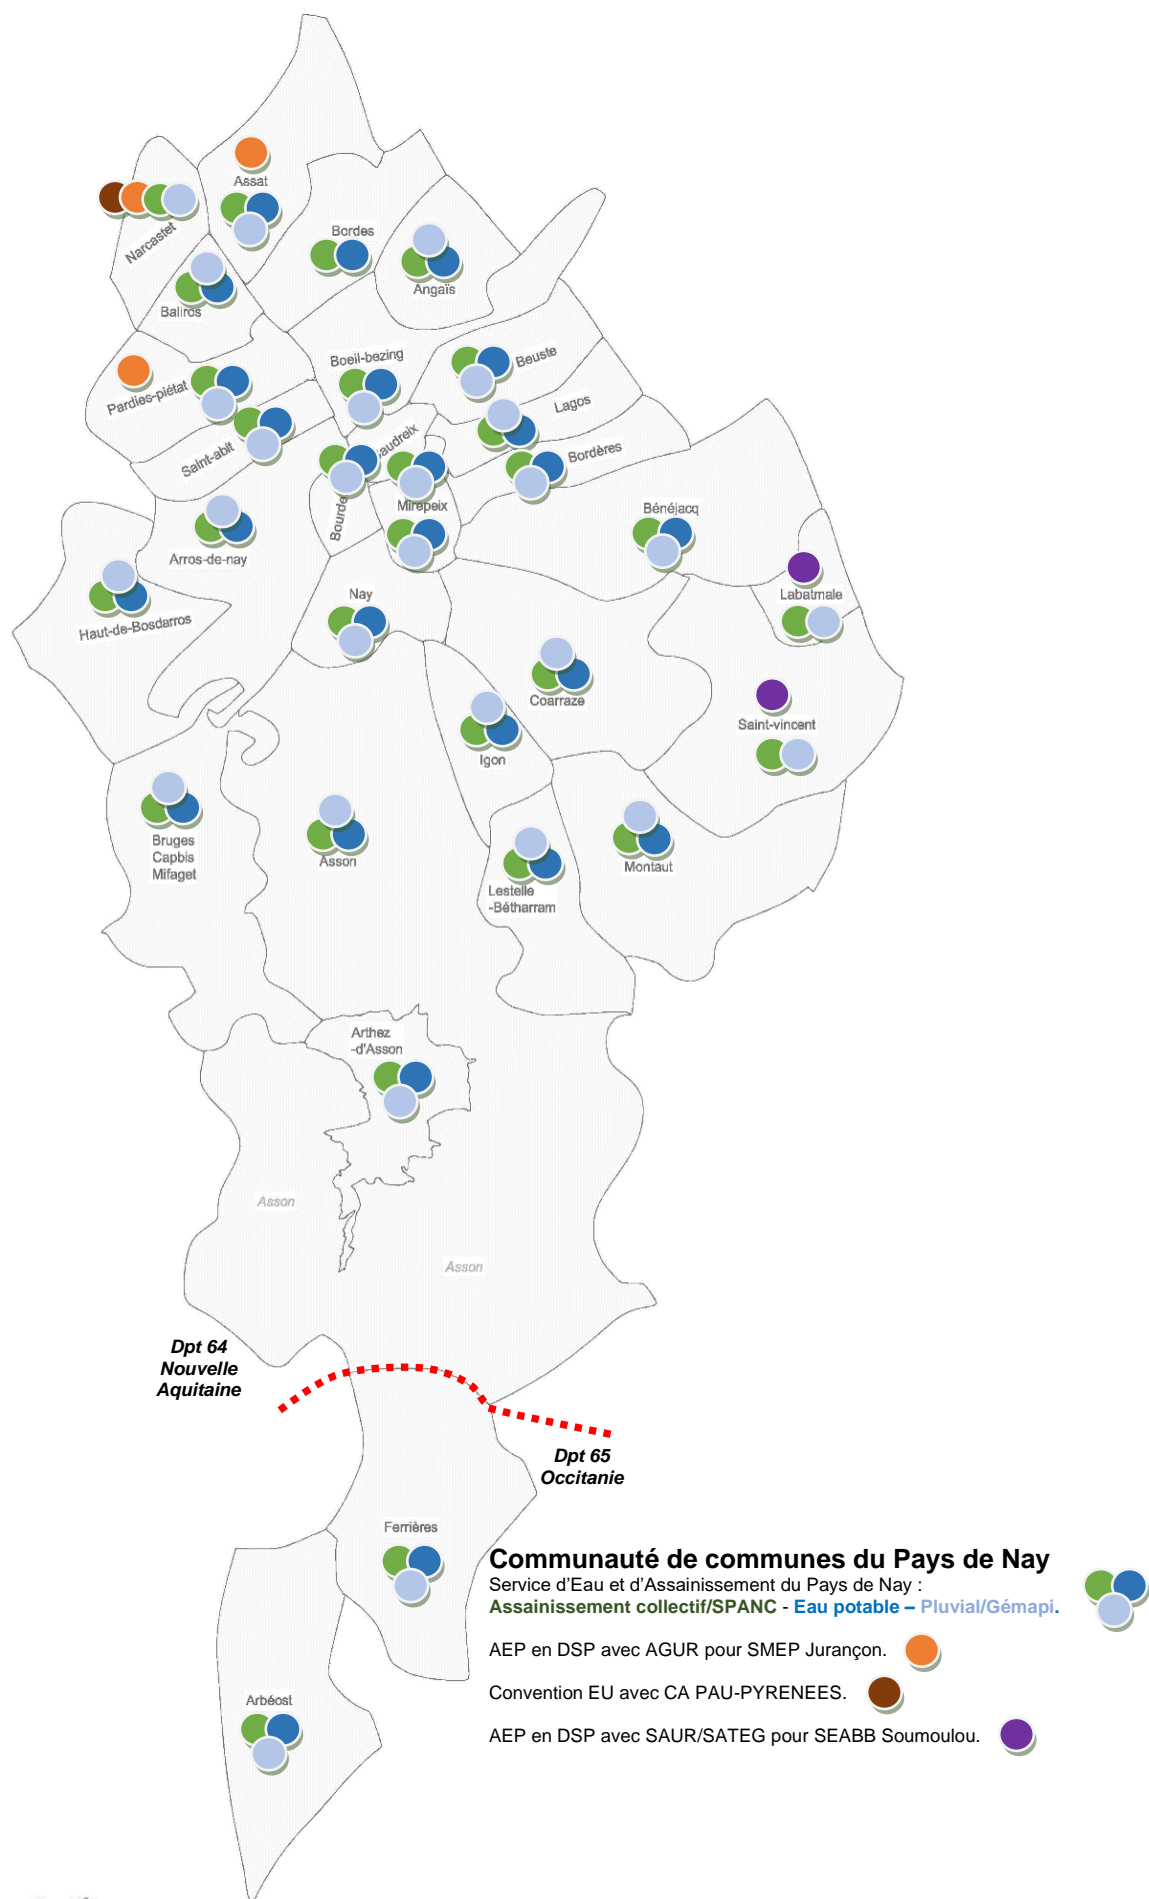 Assat
Narcastet
Bordes
Angaïs
Baliros
Boeil-bezing
Beuste
Pardies-piétat
Lagos
Saint-abit
Bordères
Mirepeix
Bénéjacq
Arros-de-nay
Labatmale
Nay
Haut-de-Bosdarros
Coarraze
Saint-vincent
Igon
Bruges
Capbis
Mifaget
Asson
Montaut
Lestelle
-Bétharram
Arthez
-d'Asson
Asson
Asson
Dpt 64
Nouvelle
Aquitaine
Dpt 65
Occitanie
Ferrières
Communauté de communes du Pays de Nay
Service d'Eau et d'Assainissement du Pays de Nay :
Assainissement collectif/SPANC - Eau potable – Pluvial/Gémapi.
AEP en DSP avec AGUR pour SMEP Jurançon.
Convention EU avec CA PAU-PYRENEES.
Arbéost
AEP en DSP avec SAUR/SATEG pour SEABB Soumoulou.